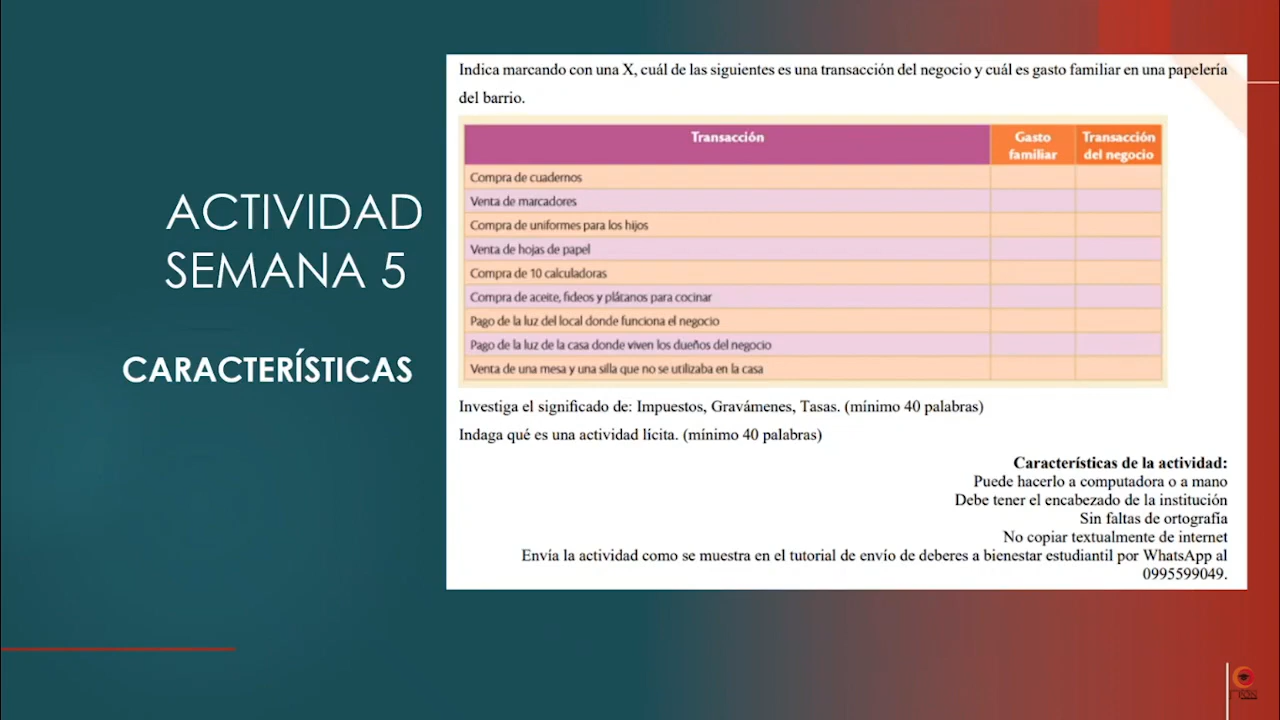 ACTIVIDAD
SEMANA 5
CARACTERÍSTICAS
Indica marcando con una X, cuál de las siguientes es una transacción del negocio y cuál es gasto familiar en una papelería
del barrio.
Transacción
Gasto
familiar
Transacción
del negocio
Compra de cuadernos
Venta de marcadores
Compra de uniformes para los hijos
Venta de hojas de papel
Compra de 10 calculadoras
Compra de aceite, fideos y plátanos para cocinar
Pago de la luz del local donde funciona el negocio
Pago de la luz de la casa donde viven los dueños del negocio
Venta de una mesa y una silla que no se utilizaba en la casa
Investiga el significado de: Impuestos, Gravámenes, Tasas. (mínimo 40 palabras)
Indaga qué es una actividad lícita. (mínimo 40 palabras)
Características de la actividad:
Puede hacerlo a computadora o a mano
Debe tener el encabezado de la institución
Sin faltas de ortografía
No copiar textualmente de internet
Envía la actividad como se muestra en el tutorial de envío de deberes a bienestar estudiantil por WhatsApp al
0995599049.